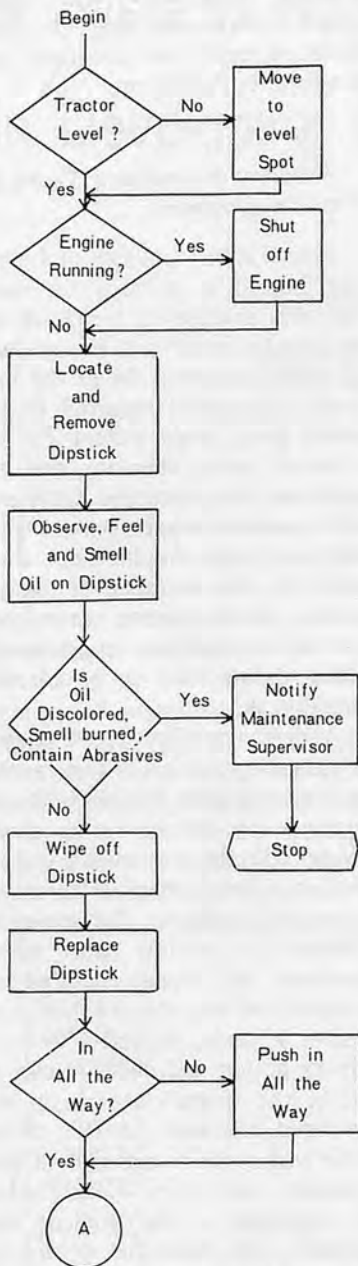 Begin
Tractor
Level ?
No
Move
to
level
Spot
Yes
Engine
Running?
Yes
Shut
off
Engine
No
Locate
and
Remove
Dipstick
Observe, Feel
and Smell
Oil on Dipstick
Is
Oil
Discolored,
Smell burned,
Contain Abrasives
Yes
Notify
Maintenance
Supervisor
No
Stop
Wipe off
Dipstick
Replace
Dipstick
In
All the
Way?
No
Push in
All the
Way
Yes
A